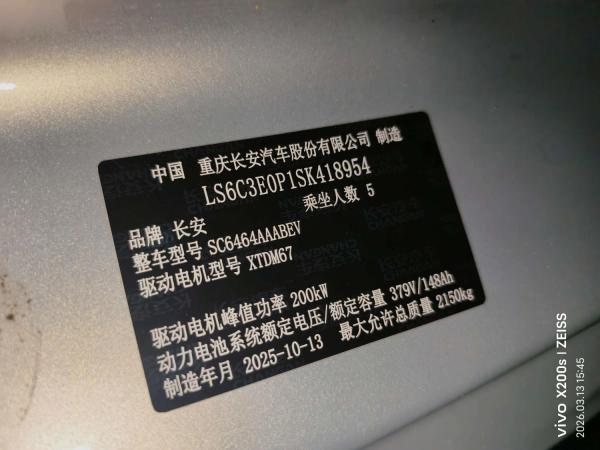 中国 重庆长安汽车股份有限公司 制造
LS6C3E0P1SK418954
品牌 长安 乘坐人数 5
整车型号 SC6464AAABEV
驱动电机型号 XTDM67
驱动电机峰值功率 200kW
动力电池系统额定电压/额定容量 379V/148Ah
制造年月 2025-10-13 最大允许总质量 2150kg
vivo X200s | ZEISS
2026.03.13 15:45